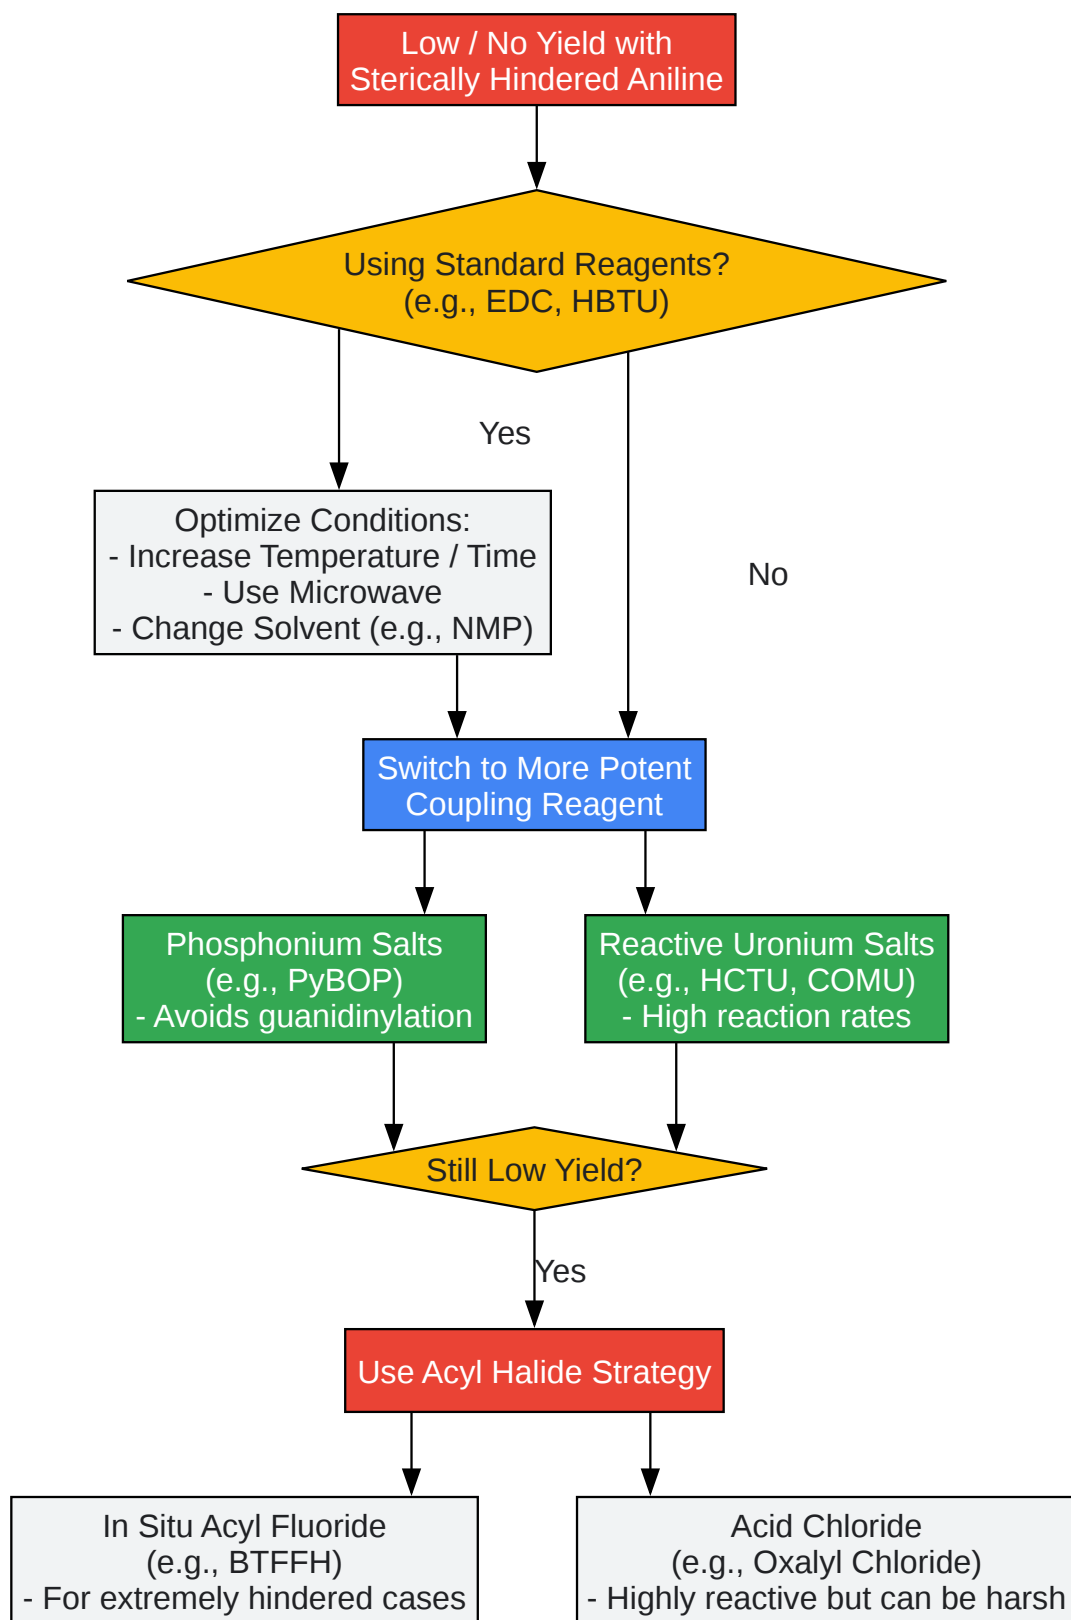 Low / No Yield with
Sterically Hindered Aniline
Using Standard Reagents?
(e.g., EDC, HBTU)
Yes
Optimize Conditions:
- Increase Temperature / Time
- Use Microwave
- Change Solvent (e.g., NMP)
No
Switch to More Potent
Coupling Reagent
Phosphonium Salts
(e.g., PyBOP)
- Avoids guanidinylation
Reactive Uronium Salts
(e.g., HCTU, COMU)
- High reaction rates
Still Low Yield?
Yes
Use Acyl Halide Strategy
In Situ Acyl Fluoride
(e.g., BTFFH)
- For extremely hindered cases
Acid Chloride
(e.g., Oxalyl Chloride)
- Highly reactive but can be harsh